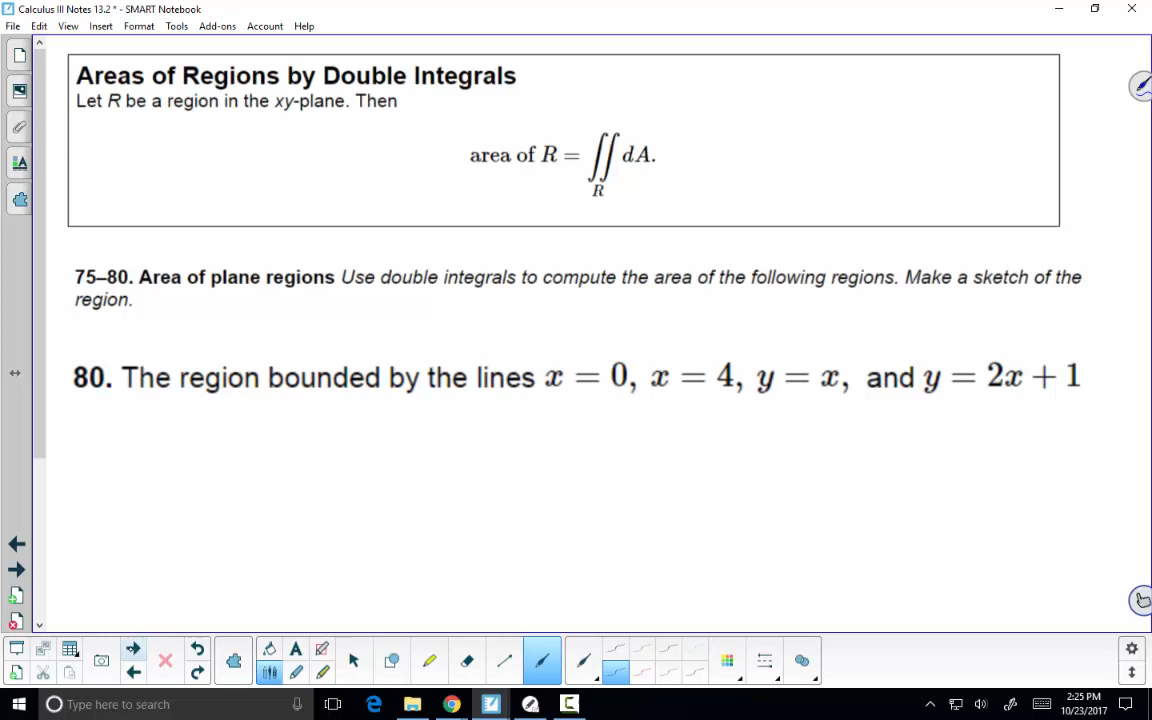 Calculus III Notes 13.2 * - SMART Notebook
File Edit View Insert Format Tools Add-ons Account Help
Areas of Regions by Double Integrals
Let R be a region in the xy-plane. Then
area of R = ∬ dA.
R
75–80. Area of plane regions Use double integrals to compute the area of the following regions. Make a sketch of the
region.
80. The region bounded by the lines x = 0, x = 4, y = x, and y = 2x + 1
Type here to search
2:25 PM
10/23/2017